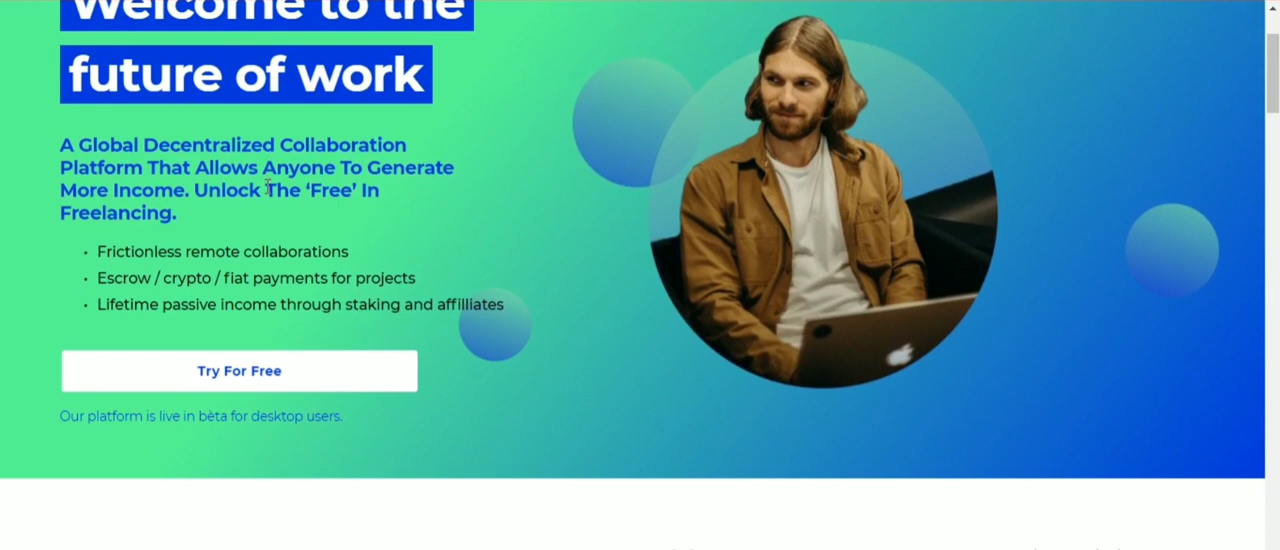 Welcome to the
future of work
A Global Decentralized Collaboration
Platform That Allows Anyone To Generate
More Income. Unlock The ‘Free’ In
Freelancing.
• Frictionless remote collaborations
• Escrow / crypto / fiat payments for projects
• Lifetime passive income through staking and affilliates
Try For Free
Our platform is live in bèta for desktop users.